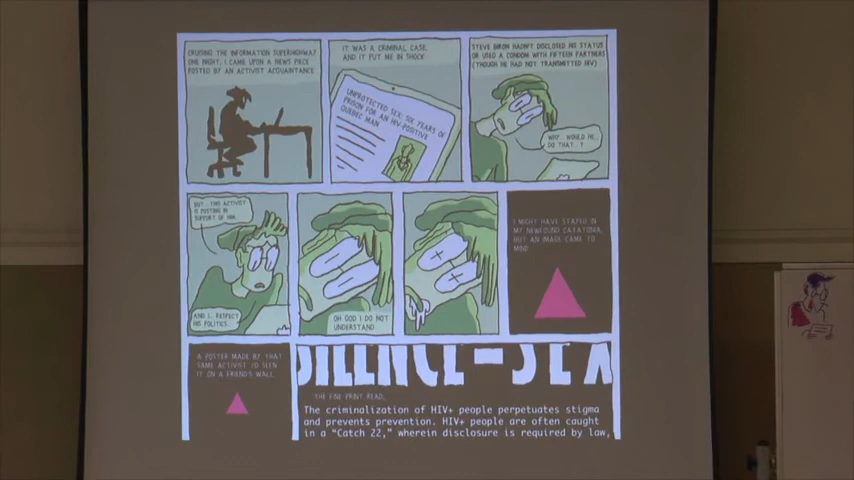 CRUISING THE INFORMATION SUPERHIGHWAY
ONE NIGHT, I CAME UPON A NEWS PIECE
POSTED BY AN ACTIVIST ACQUAINTANCE
IT WAS A CRIMINAL CASE,
AND IT PUT ME IN SHOCK
UNPROTECTED SEX: SIX YEARS OF
PRISON FOR AN HIV-POSITIVE
QUEBEC MAN
STEVE BIRON HADN'T DISCLOSED HIS STATUS
OR USED A CONDOM WITH FIFTEEN PARTNERS
(THOUGH HE HAD NOT TRANSMITTED HIV)
WHY... WOULD HE...
DO THAT...?
BUT... THIS ACTIVIST
IS POSTING IN
SUPPORT OF HIM.
AND I... RESPECT
HIS POLITICS.
OH GOD I DO NOT
UNDERSTAND
I MIGHT HAVE STAYED IN
MY NEWFOUND CATATONIA,
BUT AN IMAGE CAME TO
MIND:
A POSTER MADE BY THAT
SAME ACTIVIST I'D SEEN
IT ON A FRIEND'S WALL.
SILENCE=SEX
THE FINE PRINT READ,
The criminalization of HIV+ people perpetuates stigma
and prevents prevention. HIV+ people are often caught
in a "Catch 22," wherein disclosure is required by law,